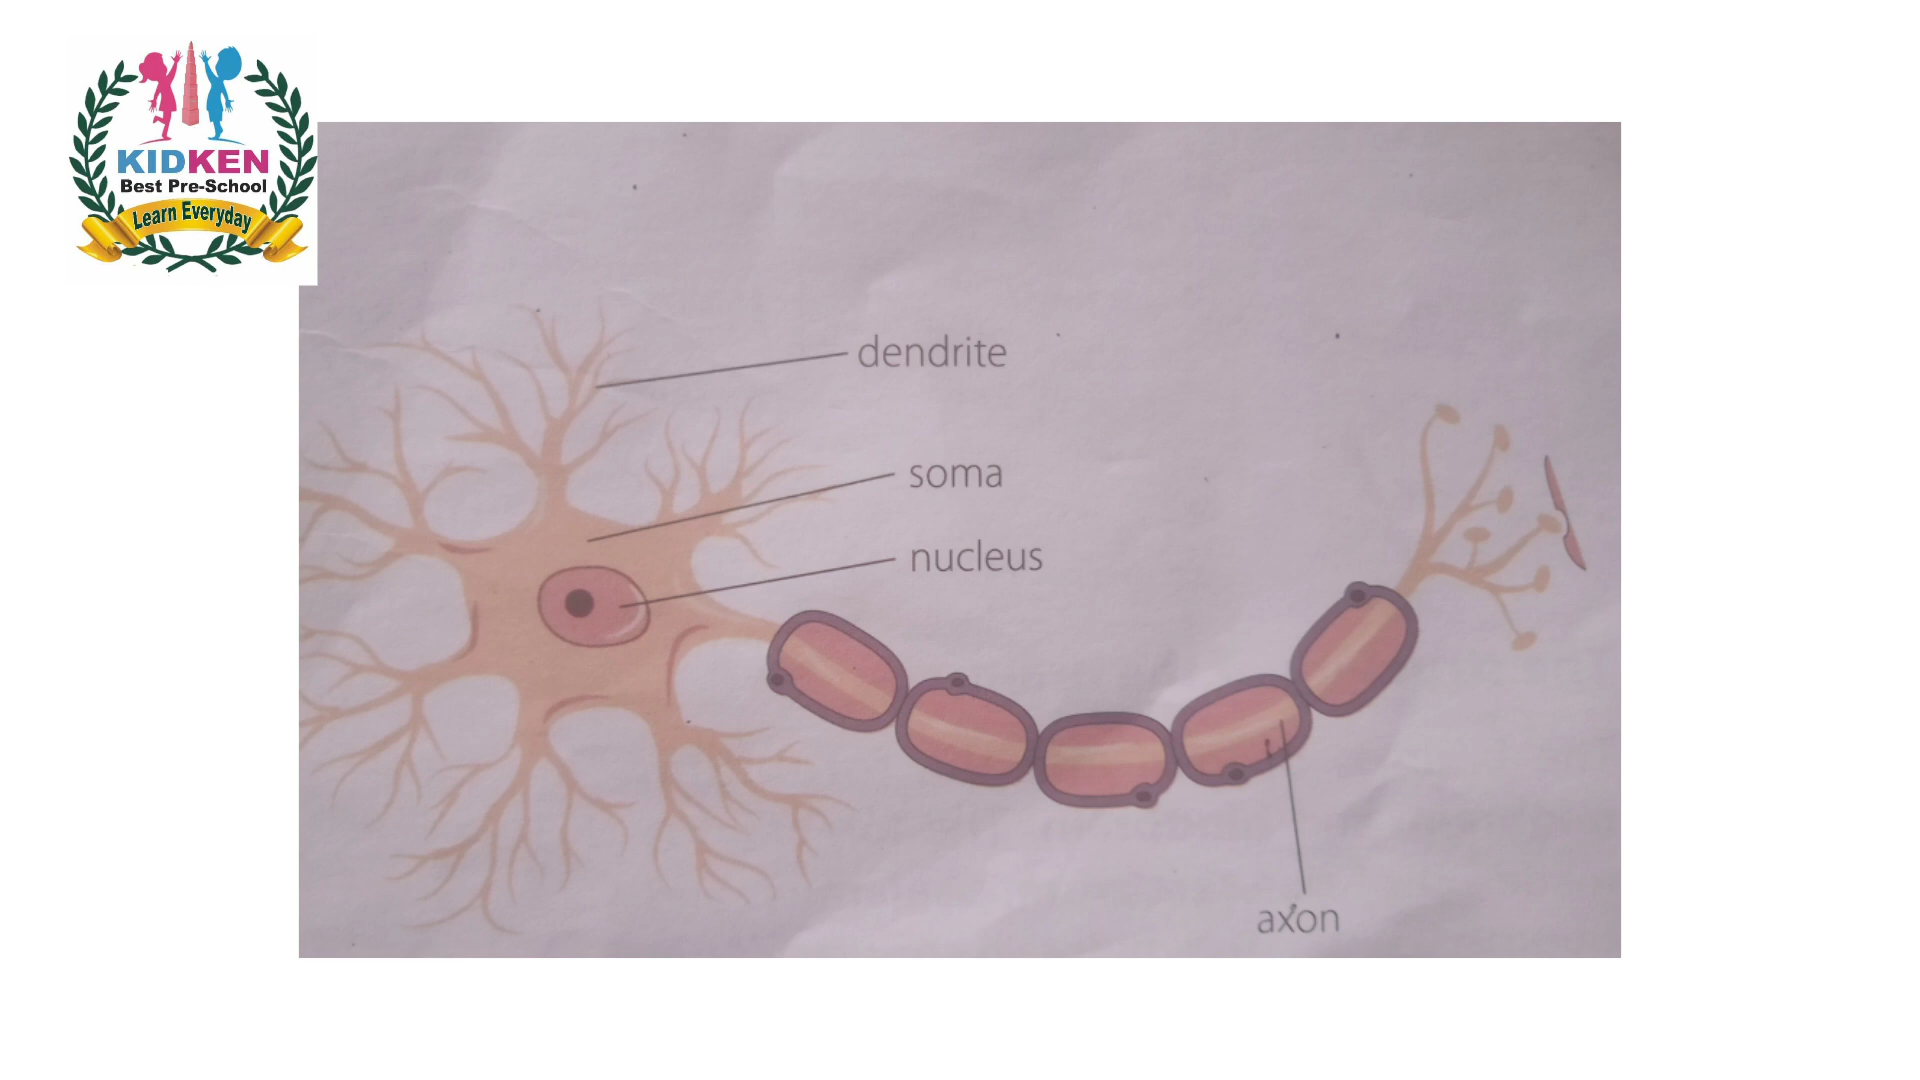 KIDKEN
Best Pre-School
Learn Everyday
dendrite
soma
nucleus
axon